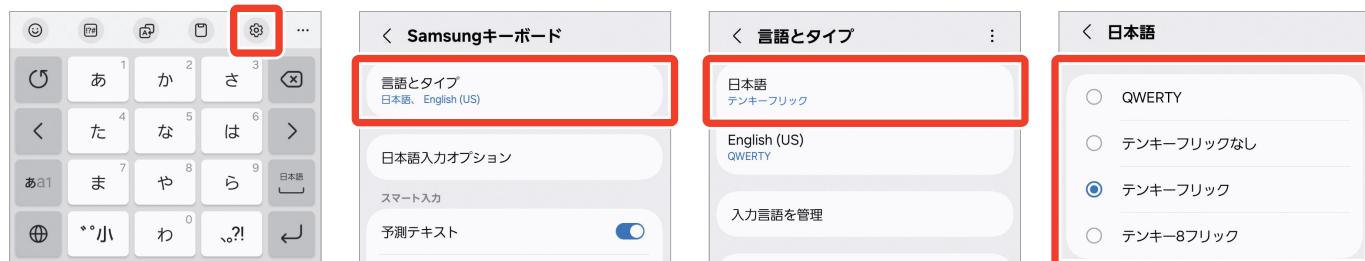 !?#
あ 1
か 2
さ 3
た 4
な 5
は 6
あa1
ま 7
や 8
ら 9
日本語
゛゜小
わ 0
、。?!
Samsungキーボード
言語とタイプ
日本語、 English (US)
日本語入力オプション
スマート入力
予測テキスト
言語とタイプ
日本語
テンキーフリック
English (US)
QWERTY
入力言語を管理
日本語
QWERTY
テンキーフリックなし
テンキーフリック
テンキー8フリック